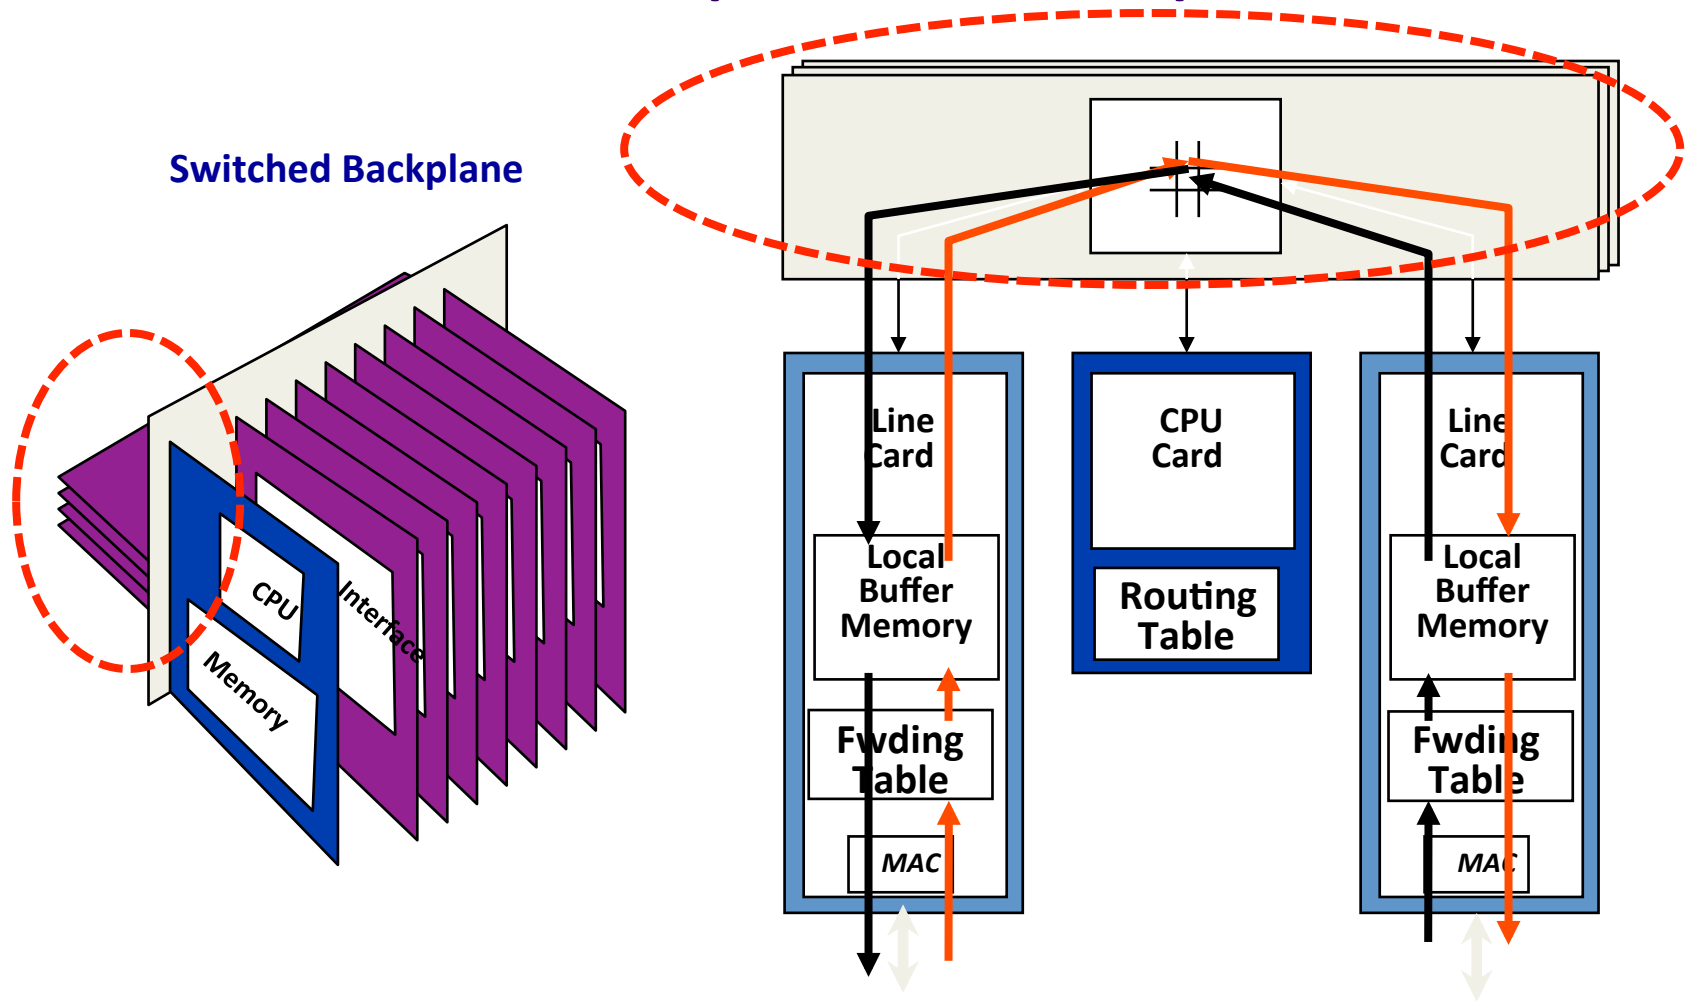 Switched Backplane
CPU
Memory
Interface
Line
Card
Local
Buffer
Memory
Fwding
Table
MAC
CPU
Card
Routing
Table
Line
Card
Local
Buffer
Memory
Fwding
Table
MAC